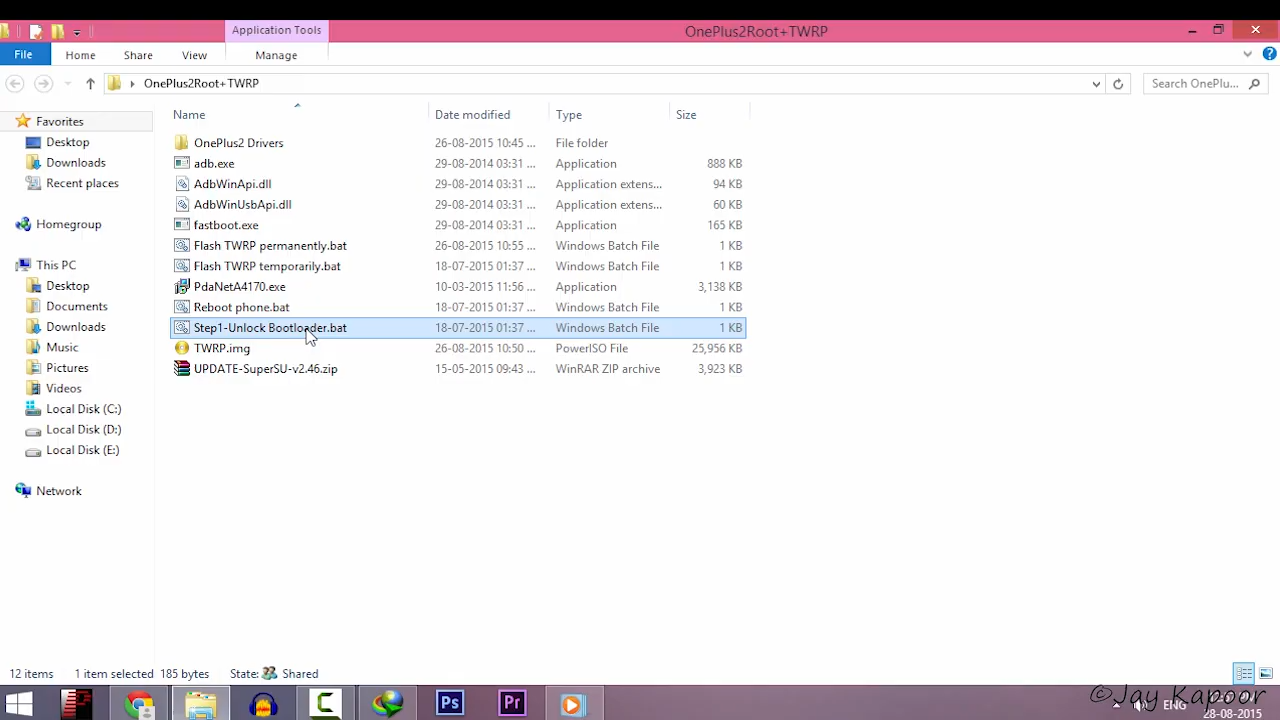 Application Tools
OnePlus2Root+TWRP
File
Home
Share
View
Manage
OnePlus2Root+TWRP
Search OnePlu...
Name
Date modified
Type
Size
Favorites
Desktop
Downloads
Recent places
Homegroup
This PC
Desktop
Documents
Downloads
Music
Pictures
Videos
Local Disk (C:)
Local Disk (D:)
Local Disk (E:)
Network
OnePlus2 Drivers 26-08-2015 10:45 ... File folder
adb.exe 29-08-2014 03:31 ... Application 888 KB
AdbWinApi.dll 29-08-2014 03:31 ... Application extens... 94 KB
AdbWinUsbApi.dll 29-08-2014 03:31 ... Application extens... 60 KB
fastboot.exe 29-08-2014 03:31 ... Application 165 KB
Flash TWRP permanently.bat 26-08-2015 10:55 ... Windows Batch File 1 KB
Flash TWRP temporarily.bat 18-07-2015 01:37 ... Windows Batch File 1 KB
PdaNetA4170.exe 10-03-2013 11:56 ... Application 3,138 KB
Reboot phone.bat 18-07-2015 01:37 ... Windows Batch File 1 KB
Step1-Unlock Bootloader.bat 18-07-2015 01:37 ... Windows Batch File 1 KB
TWRP.img 26-08-2015 10:50 ... PowerISO File 25,956 KB
UPDATE-SuperSU-v2.46.zip 15-05-2015 09:43 ... WinRAR ZIP archive 3,923 KB
12 items 1 item selected 185 bytes State: Shared
©Jay Kapoor
Ps
Pr
ENG
28-08-2015